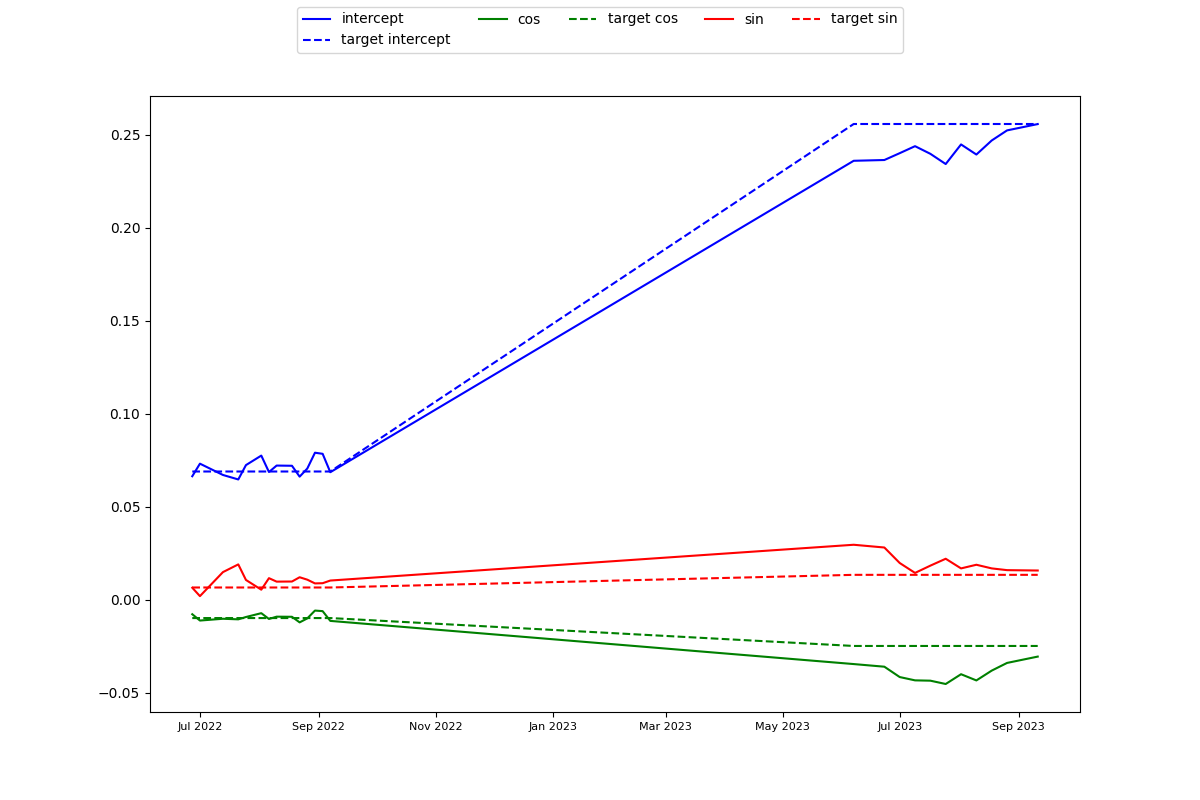 intercept cos target cos sin target sin
target intercept
0.25
0.20
0.15
0.10
0.05
0.00
−0.05
Jul 2022 Sep 2022 Nov 2022 Jan 2023 Mar 2023 May 2023 Jul 2023 Sep 2023